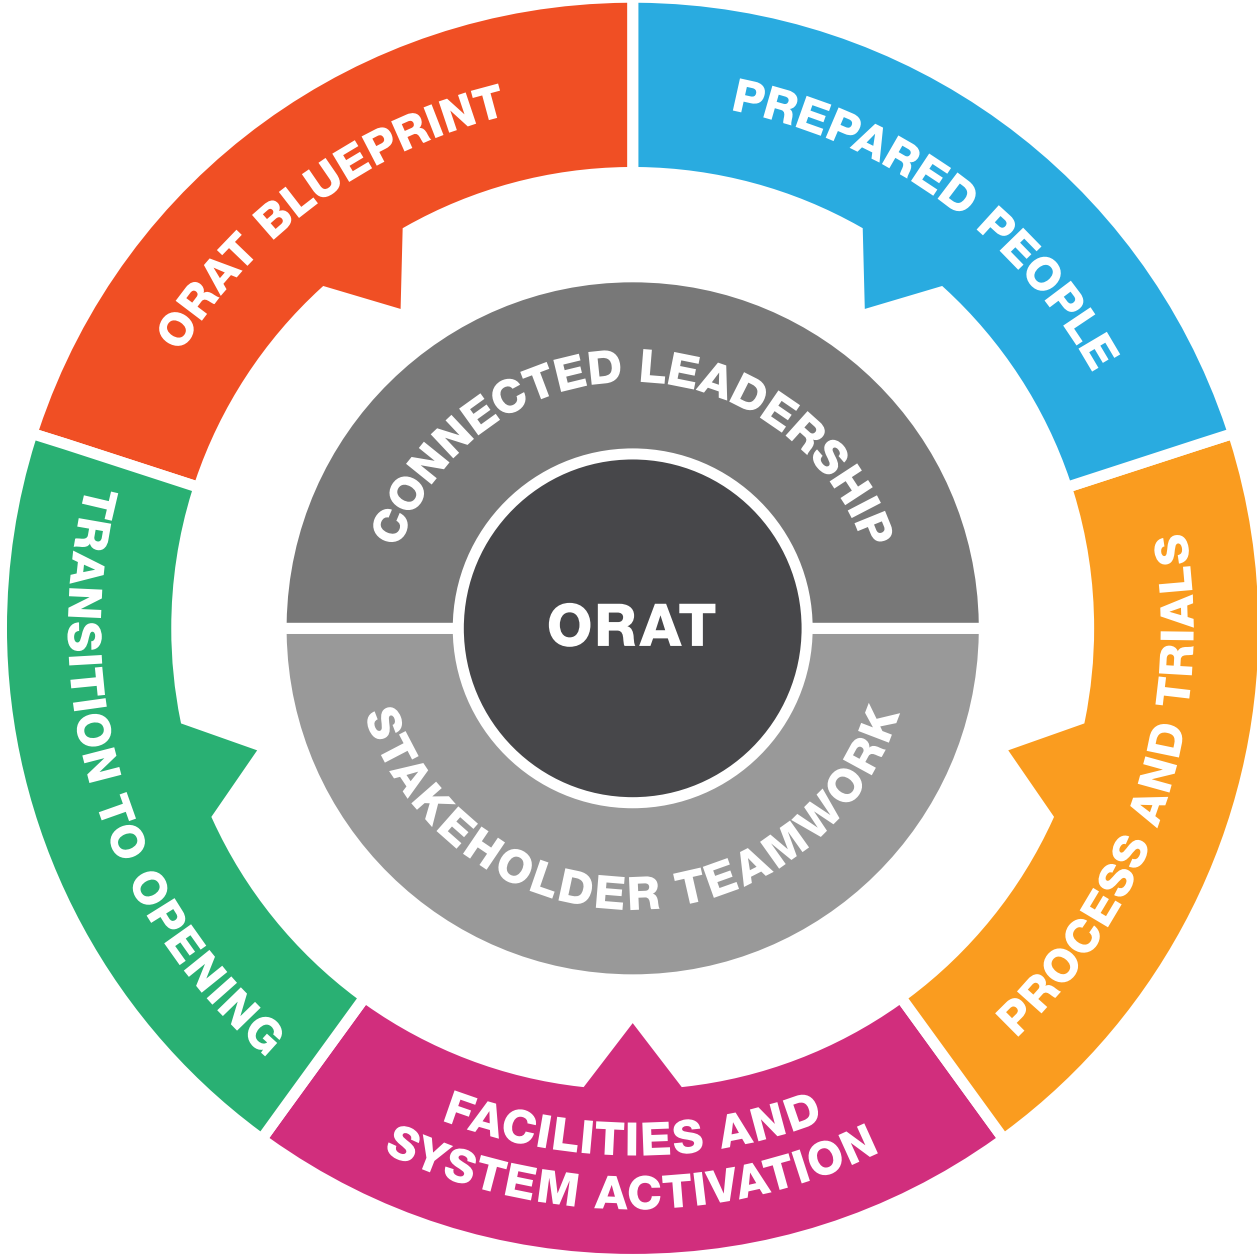 ORAT BLUEPRINT
PREPARED PEOPLE
PROCESS AND TRIALS
FACILITIES AND
SYSTEM ACTIVATION
TRANSITION TO OPENING
CONNECTED LEADERSHIP
ORAT
STAKEHOLDER TEAMWORK